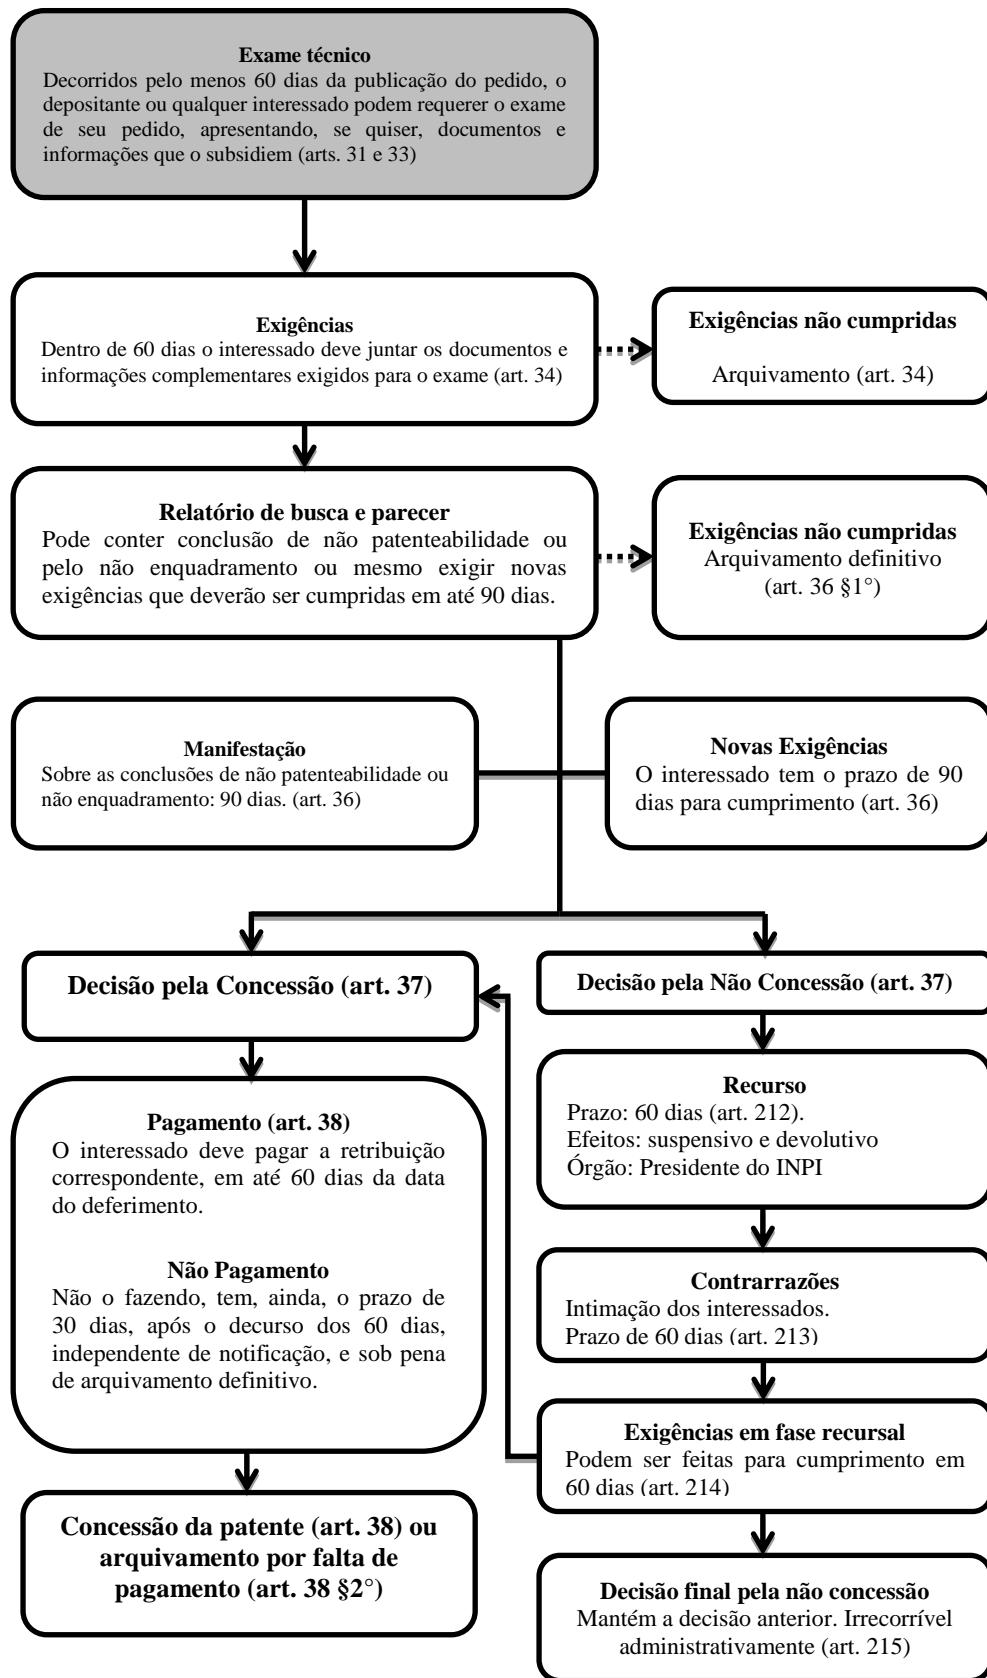 Exame técnico
Decorridos pelo menos 60 dias da publicação do pedido, o
depositante ou qualquer interessado podem requerer o exame
de seu pedido, apresentando, se quiser, documentos e
informações que o subsidiem (arts. 31 e 33)
Exigências
Dentro de 60 dias o interessado deve juntar os documentos e
informações complementares exigidos para o exame (art. 34)
Exigências não cumpridas
Arquivamento (art. 34)
Relatório de busca e parecer
Pode conter conclusão de não patenteabilidade ou
pelo não enquadramento ou mesmo exigir novas
exigências que deverão ser cumpridas em até 90 dias.
Exigências não cumpridas
Arquivamento definitivo
(art. 36 §1°)
Manifestação
Sobre as conclusões de não patenteabilidade ou
não enquadramento: 90 dias. (art. 36)
Novas Exigências
O interessado tem o prazo de 90
dias para cumprimento (art. 36)
Decisão pela Concessão (art. 37)
Decisão pela Não Concessão (art. 37)
Pagamento (art. 38)
O interessado deve pagar a retribuição
correspondente, em até 60 dias da data
do deferimento.
Não Pagamento
Não o fazendo, tem, ainda, o prazo de
30 dias, após o decurso dos 60 dias,
independente de notificação, e sob pena
de arquivamento definitivo.
Concessão da patente (art. 38) ou
arquivamento por falta de
pagamento (art. 38 §2°)
Recurso
Prazo: 60 dias (art. 212).
Efeitos: suspensivo e devolutivo
Órgão: Presidente do INPI
Contrarrazões
Intimação dos interessados.
Prazo de 60 dias (art. 213)
Exigências em fase recursal
Podem ser feitas para cumprimento em
60 dias (art. 214)
Decisão final pela não concessão
Mantém a decisão anterior. Irrecorrível
administrativamente (art. 215)